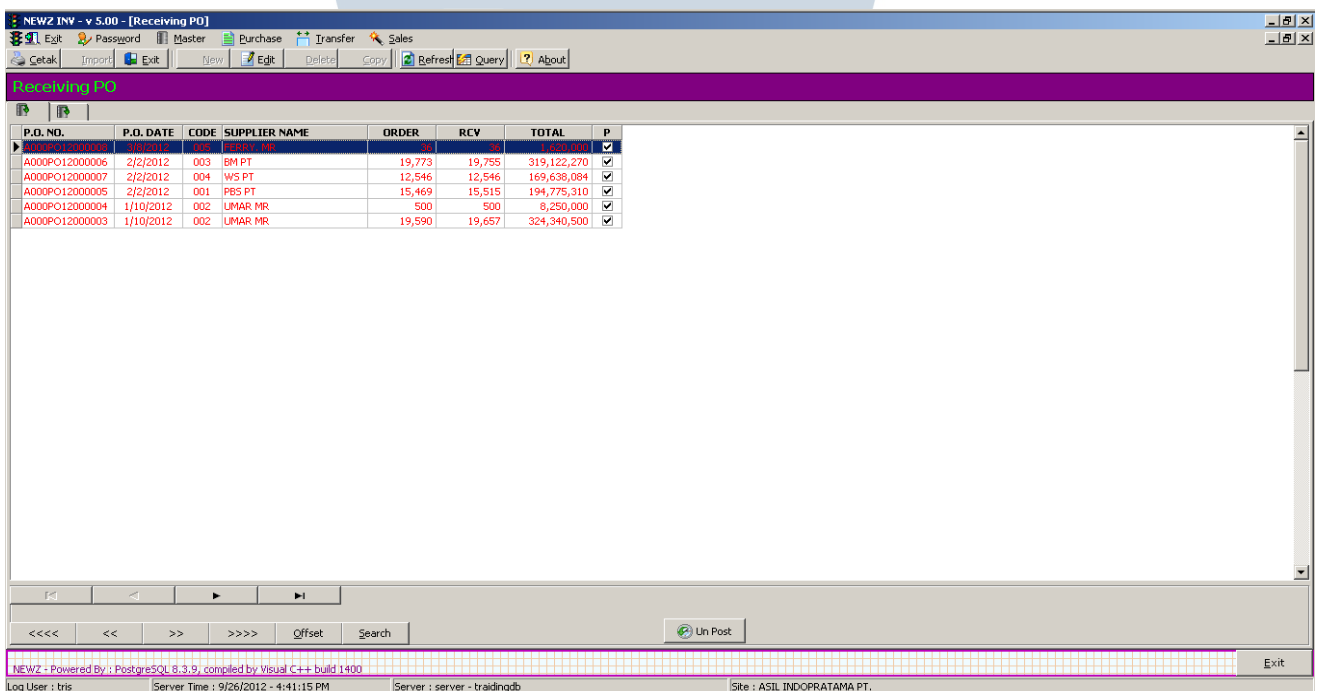 NEWZ INV - v 5.00 - [Receiving PO]
Exit Password Master Purchase Transfer Sales
Cetak Import Exit New Edit Delete Copy Refresh Query About
Receiving PO
P.O. NO. P.O. DATE CODE SUPPLIER NAME ORDER RCV TOTAL P
A000PO12000008 3/8/2012 005 FERRY. MR 36 36 1,620,000
A000PO12000006 2/2/2012 003 BM PT 19,773 19,755 319,122,270
A000PO12000007 2/2/2012 004 WS PT 12,546 12,546 169,638,084
A000PO12000005 2/2/2012 001 PBS PT 15,469 15,515 194,775,310
A000PO12000004 1/10/2012 002 UMAR MR 500 500 8,250,000
A000PO12000003 1/10/2012 002 UMAR MR 19,590 19,657 324,340,500
<<<< << >> >>>> Offset Search Un Post
NEWZ - Powered By : PostgreSQL 8.3.9, compiled by Visual C++ build 1400 Exit
Log User : tris Server Time : 9/26/2012 - 4:41:15 PM Server : server - traidingdb Site : ASIL INDOPRATAMA PT.